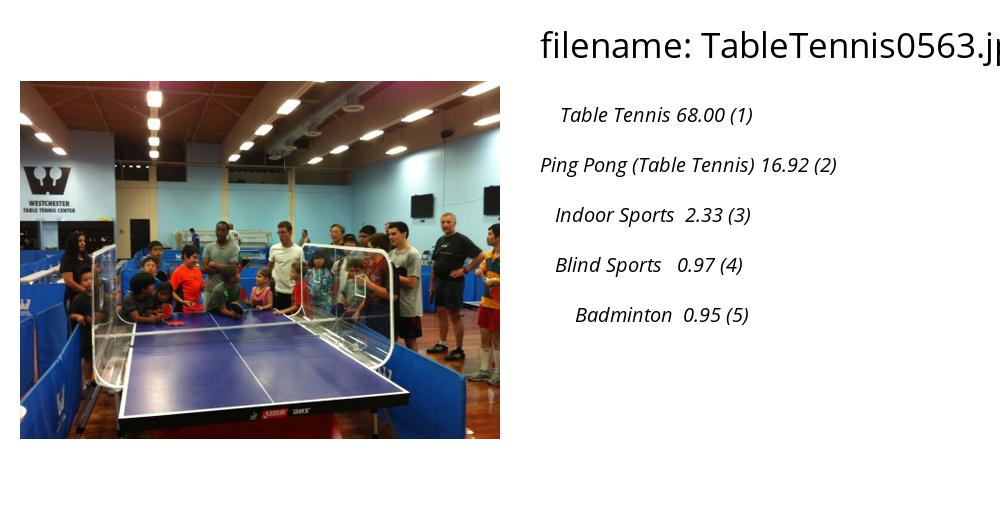 filename: TableTennis0563.jp
Table Tennis 68.00 (1)
Ping Pong (Table Tennis) 16.92 (2)
Indoor Sports 2.33 (3)
Blind Sports 0.97 (4)
Badminton 0.95 (5)
WESTCHESTER
TABLE TENNIS CENTER
DHS